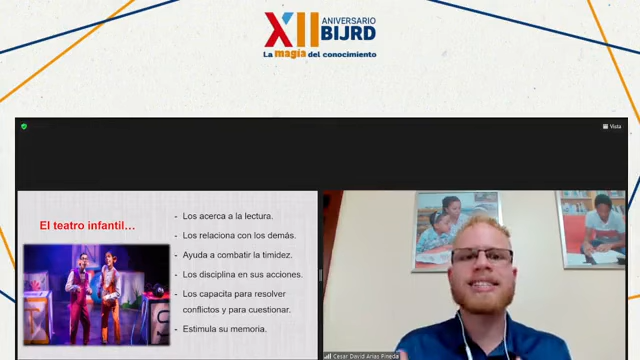 XII ANIVERSARIO
BIJRD
La magia del conocimiento
Vista
El teatro infantil…
- Los acerca a la lectura.
- Los relaciona con los demás.
- Ayuda a combatir la timidez.
- Los disciplina en sus acciones.
- Los capacita para resolver
conflictos y para cuestionar.
- Estimula su memoria.
Cesar David Arias Pineda